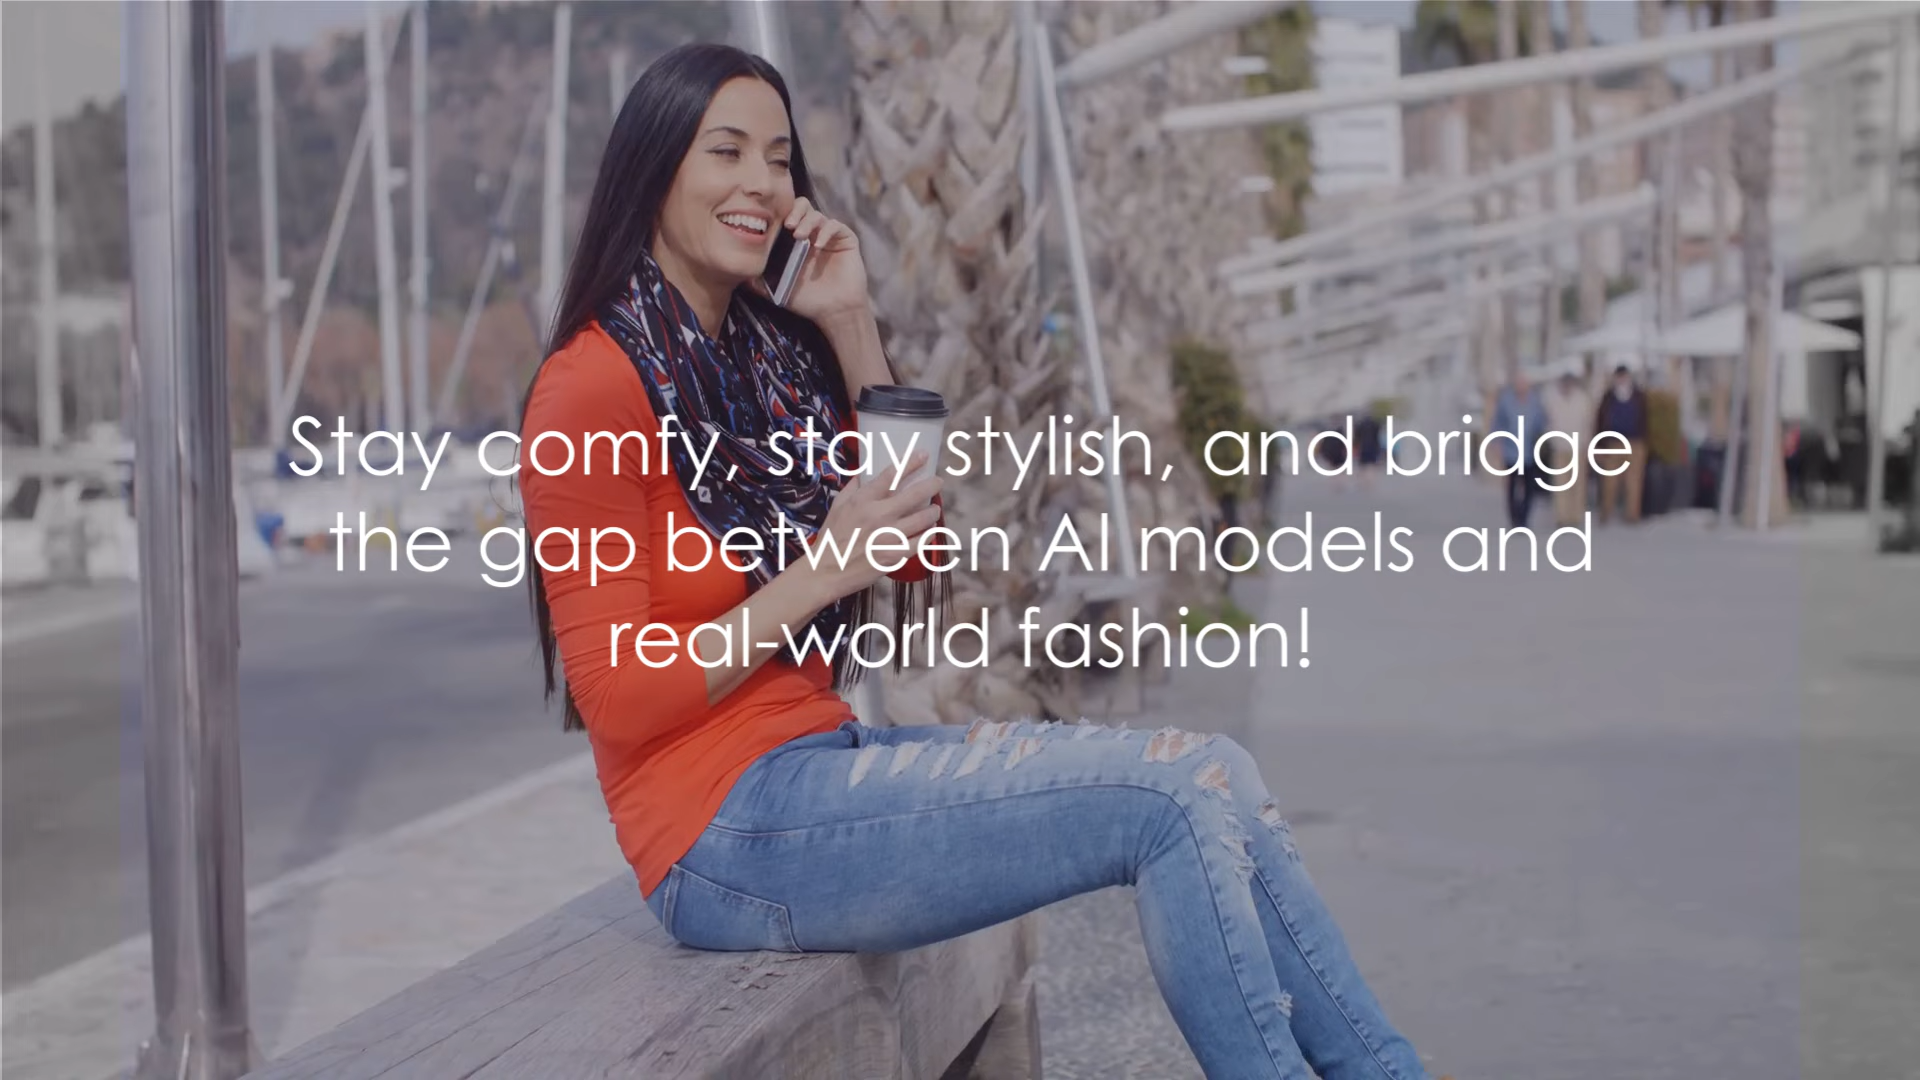 Stay comfy, stay stylish, and bridge
the gap between AI models and
real-world fashion!